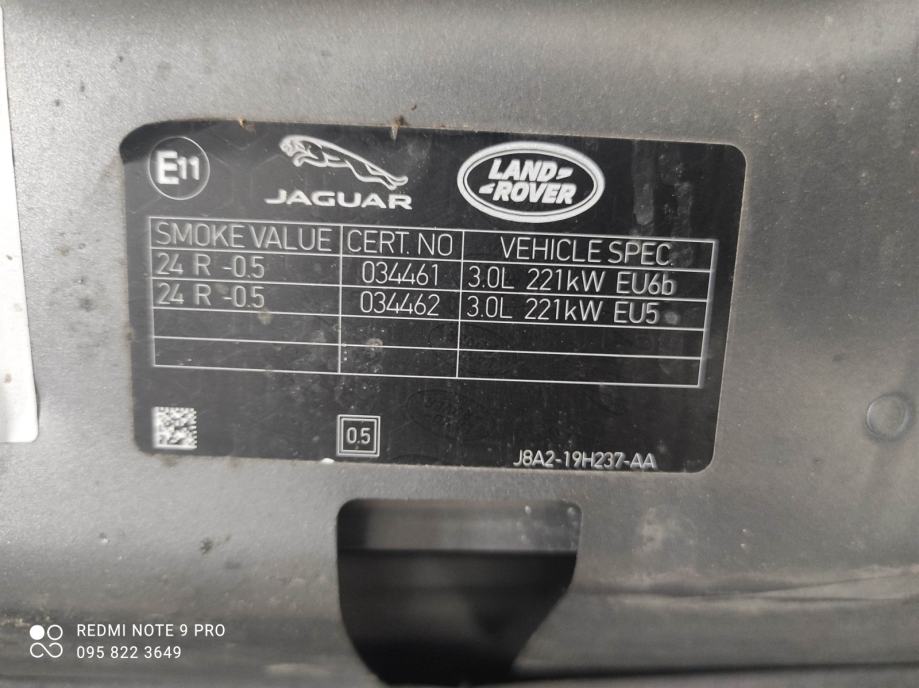 E11
JAGUAR
LAND-
-ROVER
SMOKE VALUE CERT. NO VEHICLE SPEC.
24 R -0.5 034461 3.0L 221kW EU6b
24 R -0.5 034462 3.0L 221kW EU5
0.5
J8A2-19H237-AA
REDMI NOTE 9 PRO
095 822 3649